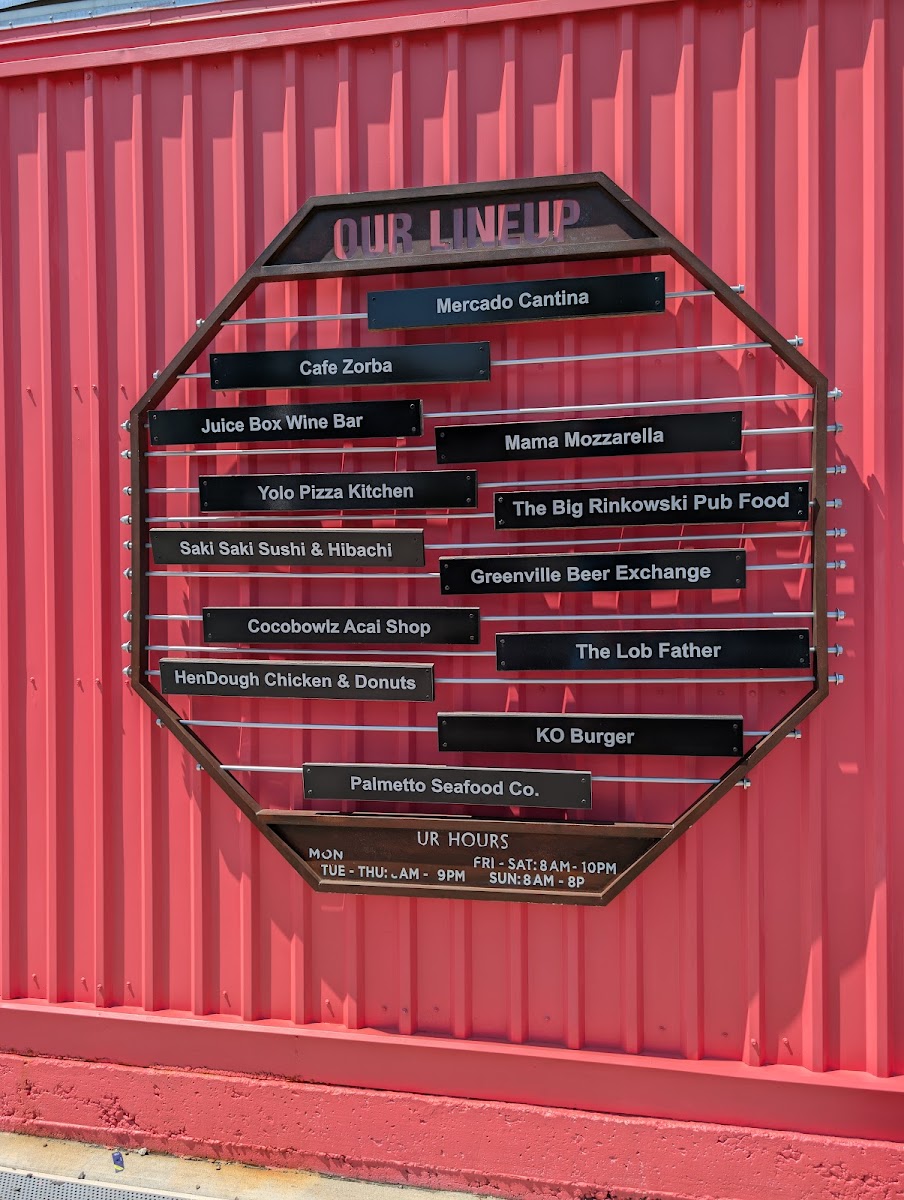 OUR LINEUP
Mercado Cantina
Cafe Zorba
Juice Box Wine Bar
Mama Mozzarella
Yolo Pizza Kitchen
The Big Rinkowski Pub Food
Saki Saki Sushi & Hibachi
Greenville Beer Exchange
Cocobowlz Acai Shop
The Lob Father
HenDough Chicken & Donuts
KO Burger
Palmetto Seafood Co.
UR HOURS
MON
TUE - THU: AM - 9PM
FRI - SAT: 8AM - 10PM
SUN: 8AM - 8P